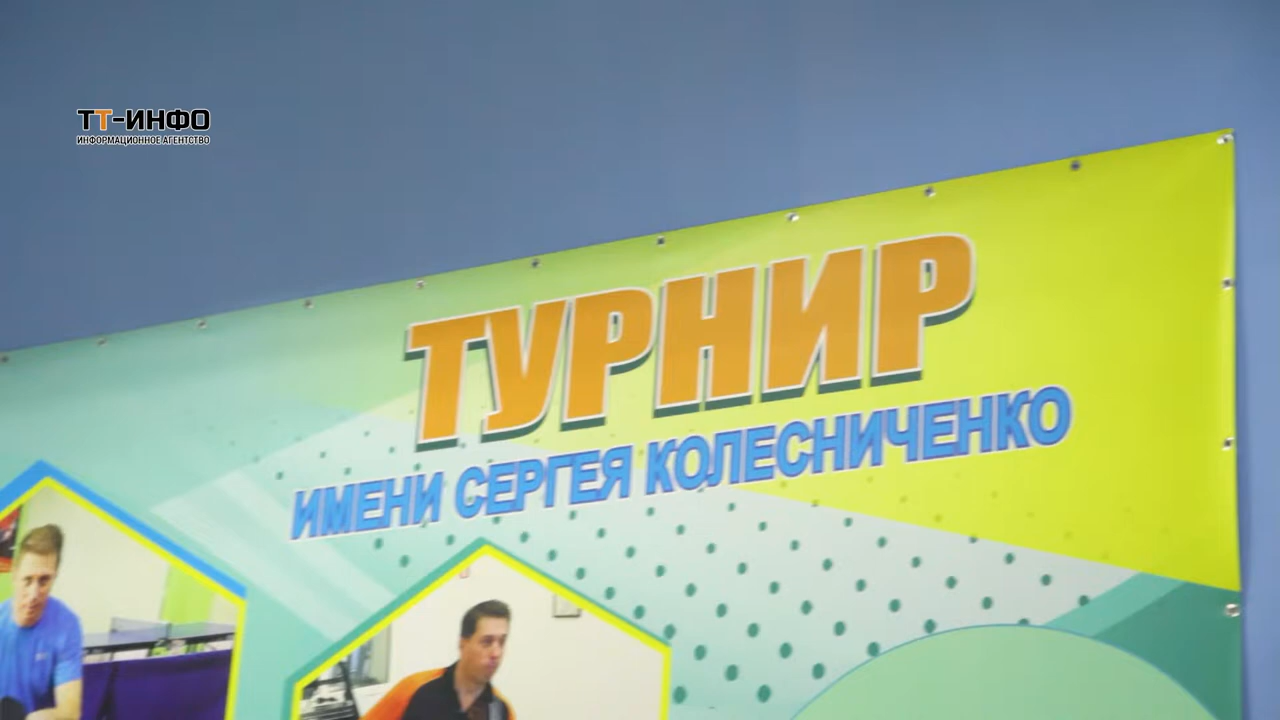 ТТ-ИНФО
ИНФОРМАЦИОННОЕ АГЕНТСТВО
ТУРНИР
ИМЕНИ СЕРГЕЯ КОЛЕСНИЧЕНКО